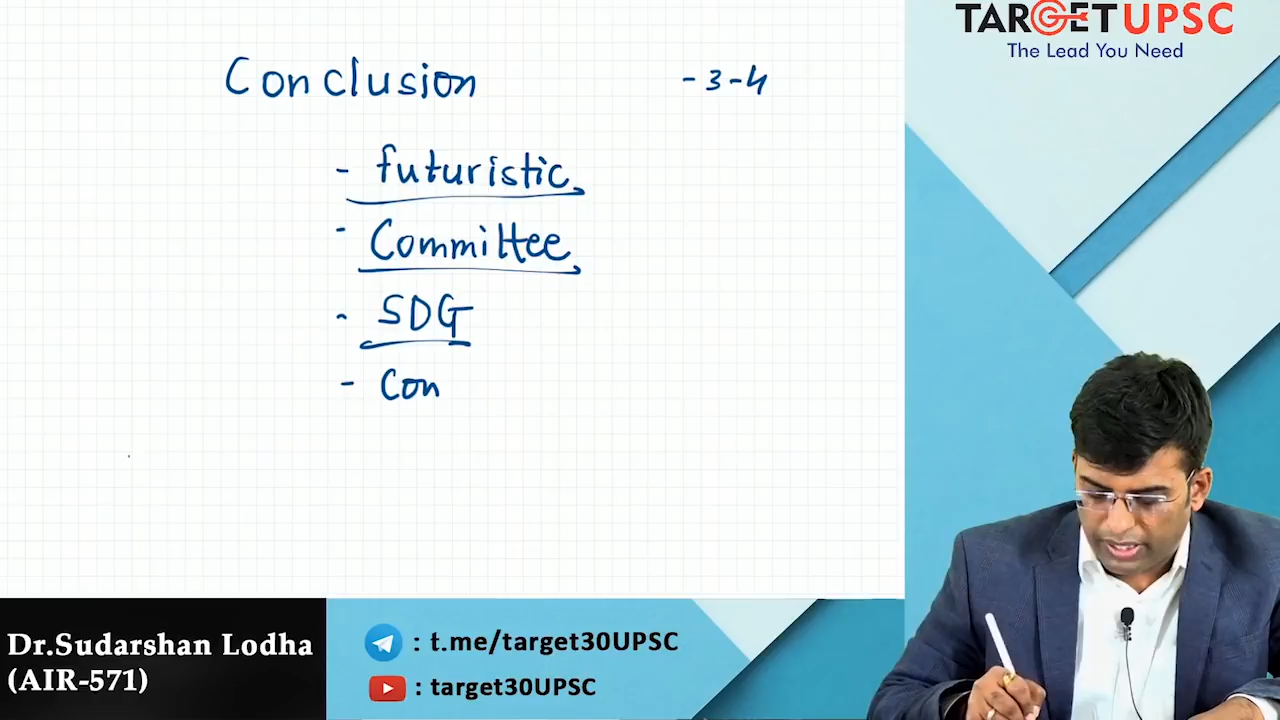 TARGET UPSC
The Lead You Need
Conclusion - 3 - 4
- futuristic
- Committee
- SDG
- Con
Dr.Sudarshan Lodha
(AIR-571)
: t.me/target30UPSC
: target30UPSC